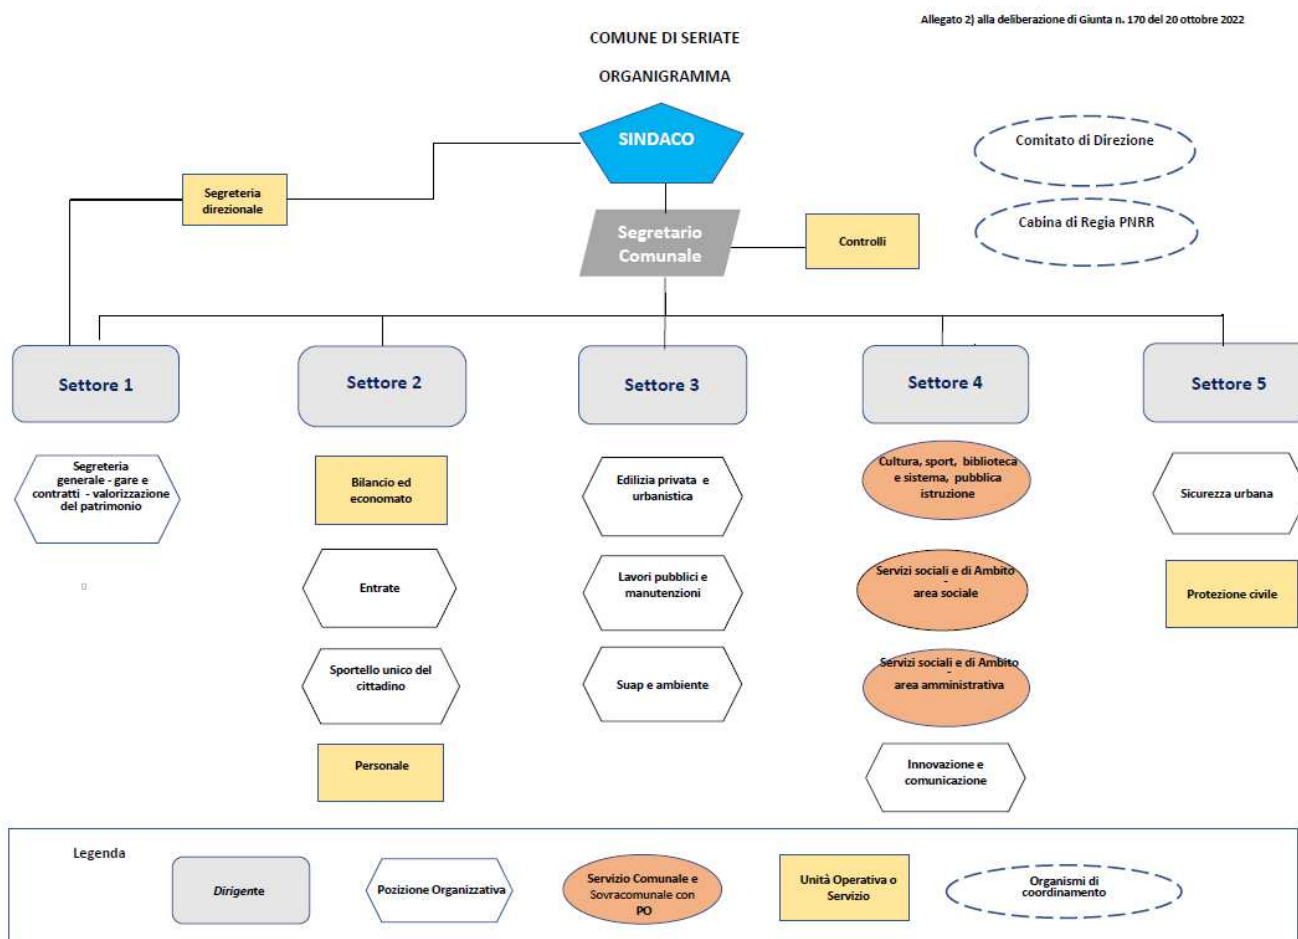 Allegato 2) alla deliberazione di Giunta n. 170 del 20 ottobre 2022
COMUNE DI SERIATE
ORGANIGRAMMA
SINDACO
Comitato di Direzione
Segreteria
direzionale
Cabina di Regia PNRR
Segretario
Comunale
Controlli
Settore 1
Settore 2
Settore 3
Settore 4
Settore 5
Segreteria
generale - gare e
contratti - valorizzazione
del patrimonio
Bilancio ed
economato
Entrate
Sportello unico del
cittadino
Personale
Edilizia privata e
urbanistica
Lavori pubblici e
manutenzioni
Suap e ambiente
Cultura, sport, biblioteca
e sistema, pubblica
istruzione
Servizi sociali e di Ambito
-
area sociale
Servizi sociali e di Ambito
-
area amministrativa
Innovazione e
comunicazione
Sicurezza urbana
Protezione civile
Legenda
Dirigente
Pozizione Organizzativa
Servizio Comunale e
Sovracomunale con
PO
Unità Operativa o
Servizio
Organismi di
coordinamento